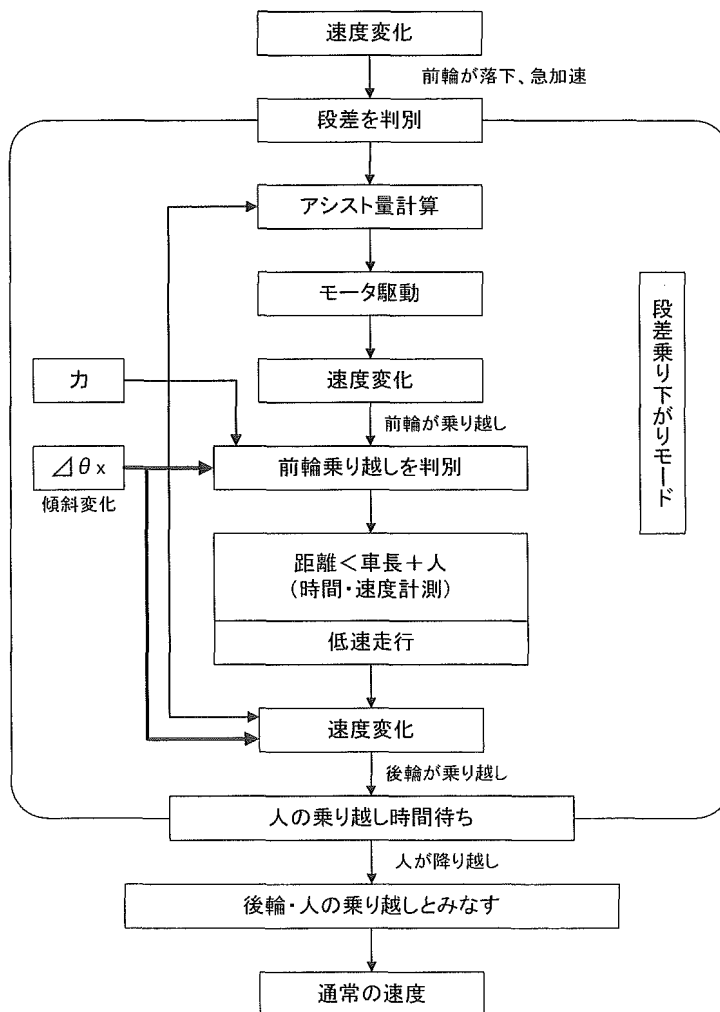 速度変化
前輪が落下、急加速
段差を判別
アシスト量計算
モータ駆動
力
速度変化
前輪が乗り越し
⊿θx
傾斜変化
前輪乗り越しを判別
段差乗り下がりモード
距離<車長+人
(時間・速度計測)
低速走行
速度変化
後輪が乗り越し
人の乗り越し時間待ち
人が降り越し
後輪・人の乗り越しとみなす
通常の速度